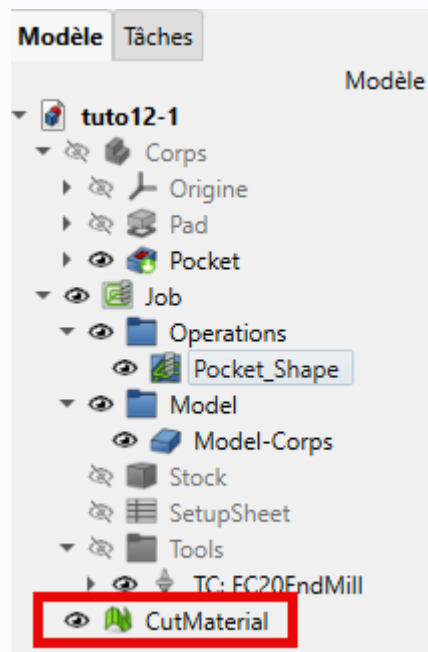 Modèle Tâches
Modèle
tuto12-1
Corps
Origine
Pad
Pocket
Job
Operations
Pocket_Shape
Model
Model-Corps
Stock
SetupSheet
Tools
TC: FC20EndMill
CutMaterial